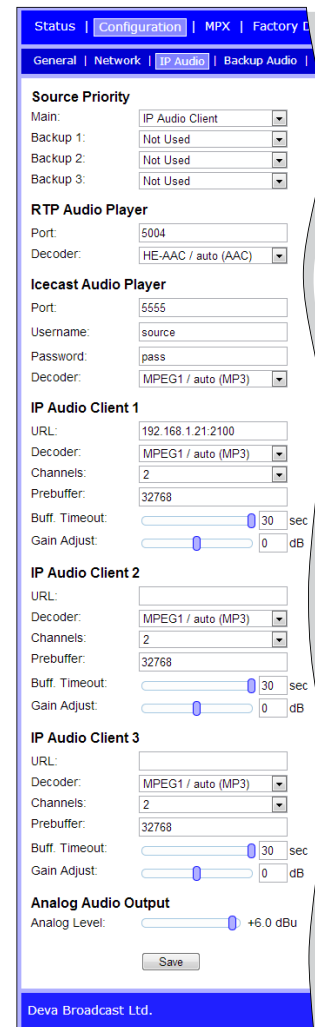 Status | Configuration | MPX | Factory
General | Network | IP Audio | Backup Audio |
Source Priority
Main: IP Audio Client
Backup 1: Not Used
Backup 2: Not Used
Backup 3: Not Used
RTP Audio Player
Port: 5004
Decoder: HE-AAC / auto (AAC)
Icecast Audio Player
Port: 5555
Username: source
Password: pass
Decoder: MPEG1 / auto (MP3)
IP Audio Client 1
URL: 192.168.1.21:2100
Decoder: MPEG1 / auto (MP3)
Channels: 2
Prebuffer: 32768
Buff. Timeout: 30 sec
Gain Adjust: 0 dB
IP Audio Client 2
URL:
Decoder: MPEG1 / auto (MP3)
Channels: 2
Prebuffer: 32768
Buff. Timeout: 30 sec
Gain Adjust: 0 dB
IP Audio Client 3
URL:
Decoder: MPEG1 / auto (MP3)
Channels: 2
Prebuffer: 32768
Buff. Timeout: 30 sec
Gain Adjust: 0 dB
Analog Audio Output
Analog Level: +6.0 dBu
Save
Deva Broadcast Ltd.